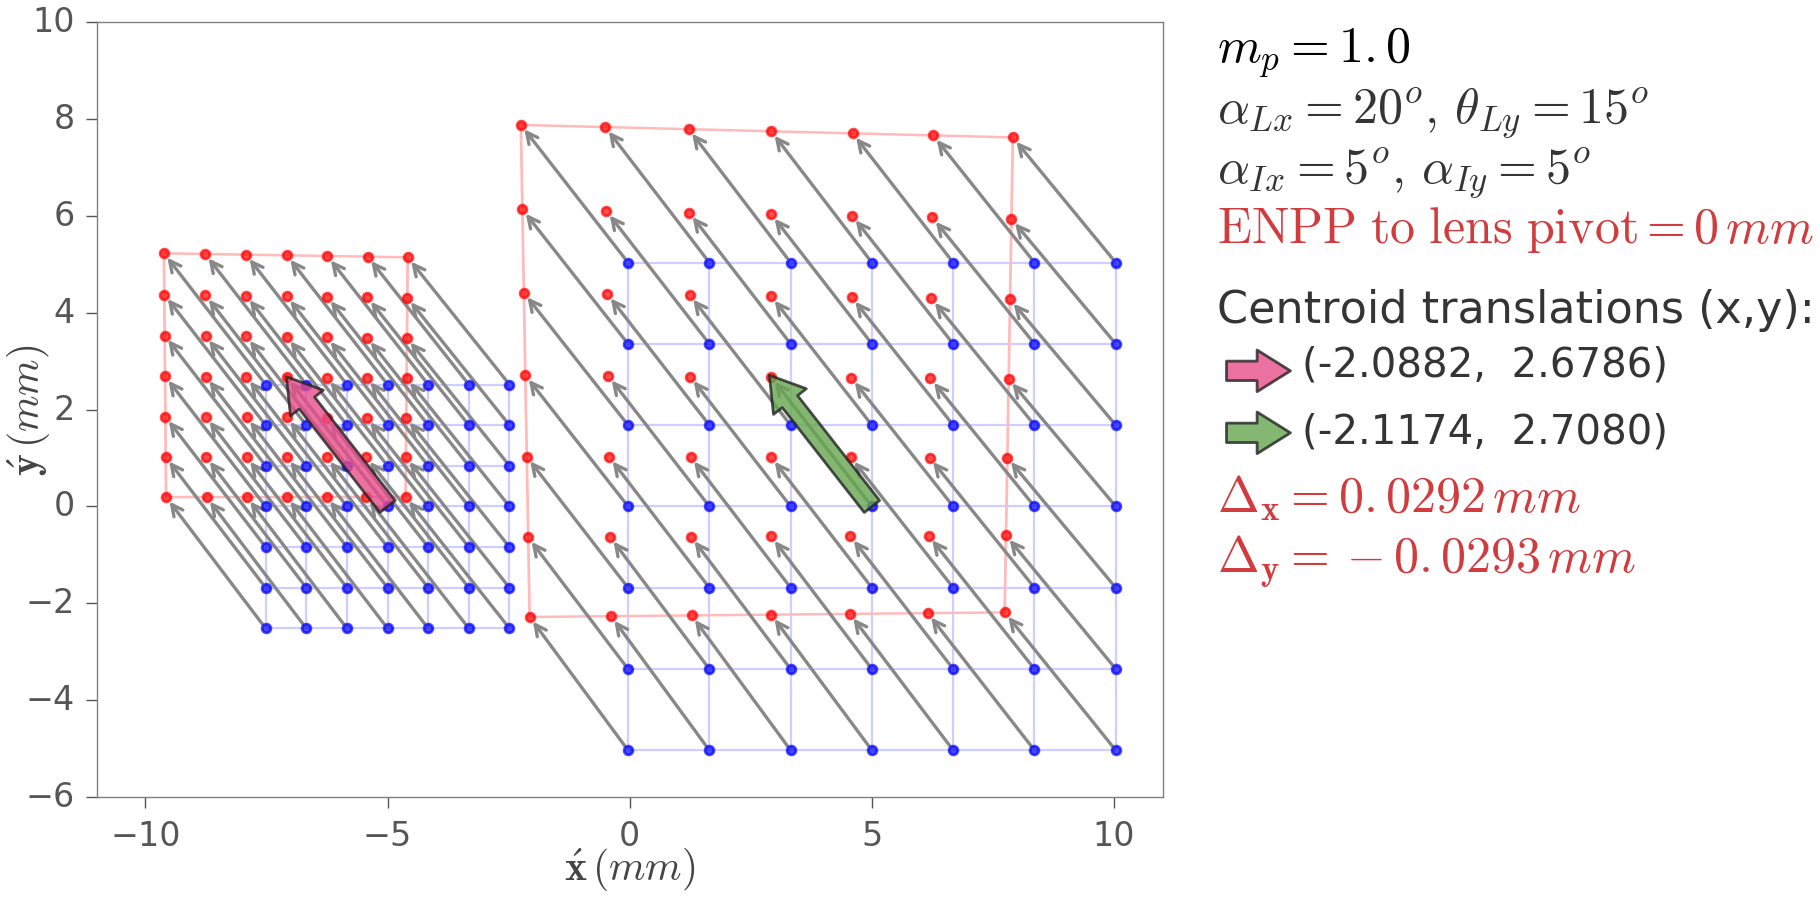 10
8
6
4
2
0
−2
−4
−6
−10 −5 0 5 10
x́ (mm)
ý (mm)
m_p = 1.0
α_Lx = 20^o, θ_Ly = 15^o
α_Ix = 5^o, α_Iy = 5^o
ENPP to lens pivot = 0 mm
Centroid translations (x,y):
(-2.0882, 2.6786)
(-2.1174, 2.7080)
Δ_x = 0.0292 mm
Δ_y = −0.0293 mm